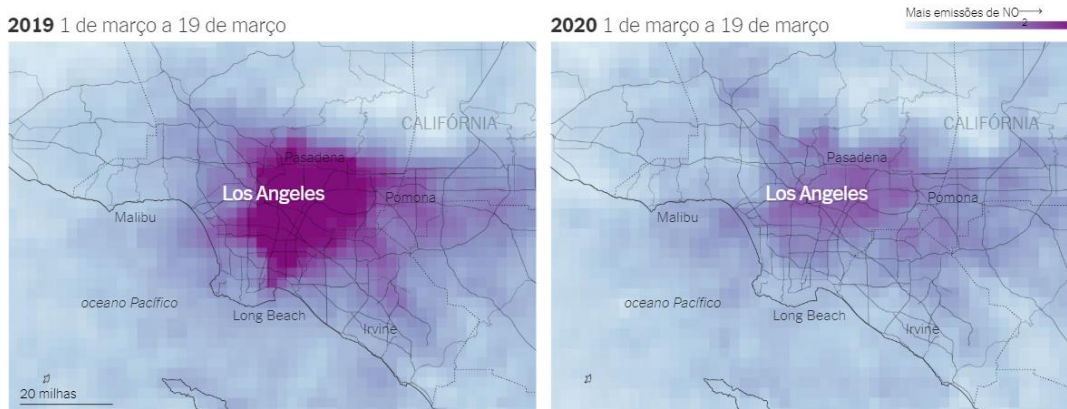 2019 1 de março a 19 de março
CALIFÓRNIA
Pasadena
Los Angeles
Pomona
Malibu
oceano Pacífico
Long Beach
Irvine
20 milhas
2020 1 de março a 19 de março
Mais emissões de NO
2
CALIFÓRNIA
Pasadena
Los Angeles
Pomona
Malibu
oceano Pacífico
Long Beach
Irvine